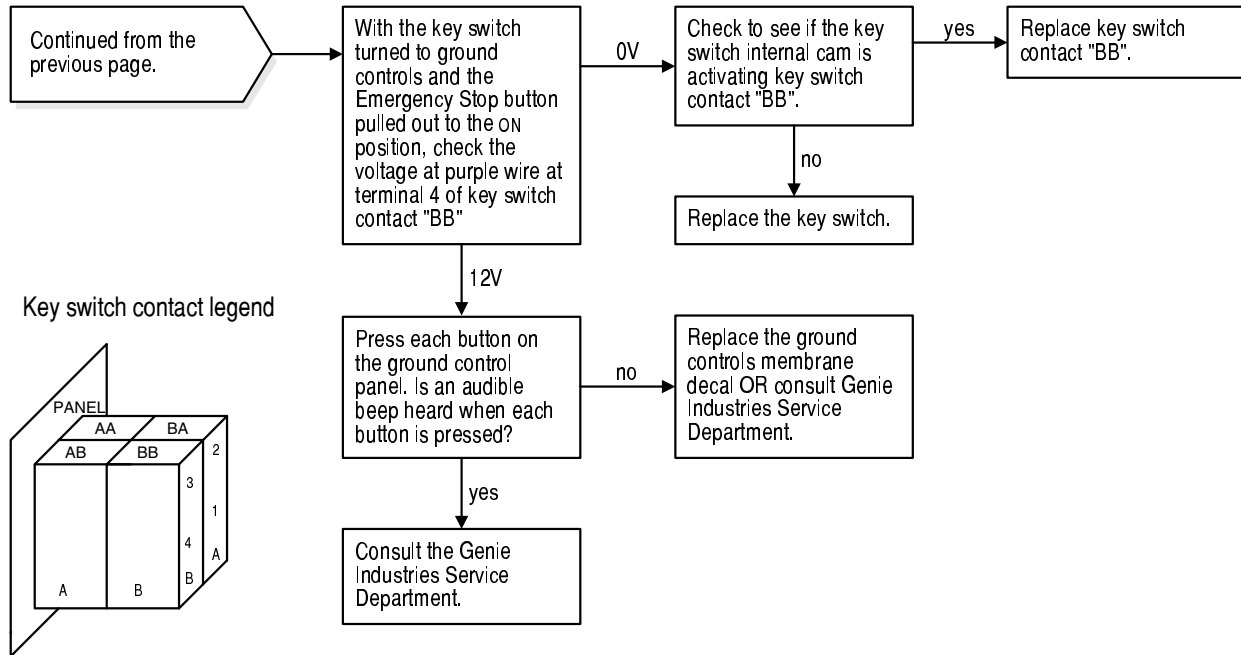 Continued from the
previous page.
With the key switch
turned to ground
controls and the
Emergency Stop button
pulled out to the ON
position, check the
voltage at purple wire at
terminal 4 of key switch
contact "BB"
0V
Check to see if the key
switch internal cam is
activating key switch
contact "BB".
yes
Replace key switch
contact "BB".
no
Replace the key switch.
12V
Press each button on
the ground control
panel. Is an audible
beep heard when each
button is pressed?
no
Replace the ground
controls membrane
decal OR consult Genie
Industries Service
Department.
yes
Consult the Genie
Industries Service
Department.
Key switch contact legend
PANEL
AA
BA
AB
BB
2
3
1
4
A
B
A
B